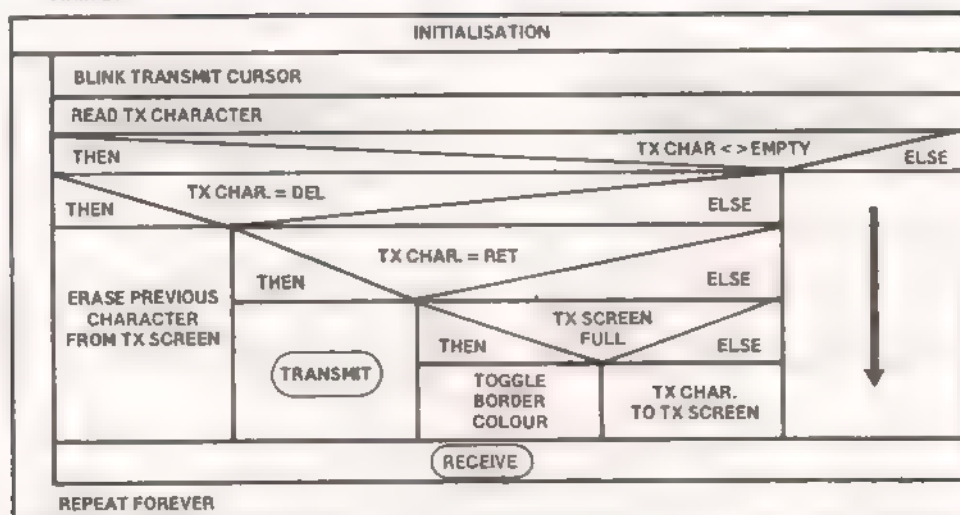 INITIALISATION
BLINK TRANSMIT CURSOR
READ TX CHARACTER
THEN
TX CHAR <> EMPTY
ELSE
THEN
TX CHAR. = DEL
ELSE
THEN
TX CHAR. = RET
ELSE
ERASE PREVIOUS
CHARACTER
FROM TX SCREEN
TRANSMIT
THEN
TX SCREEN
FULL
ELSE
TOGGLE
BORDER
COLOUR
TX CHAR.
TO TX SCREEN
RECEIVE
REPEAT FOREVER